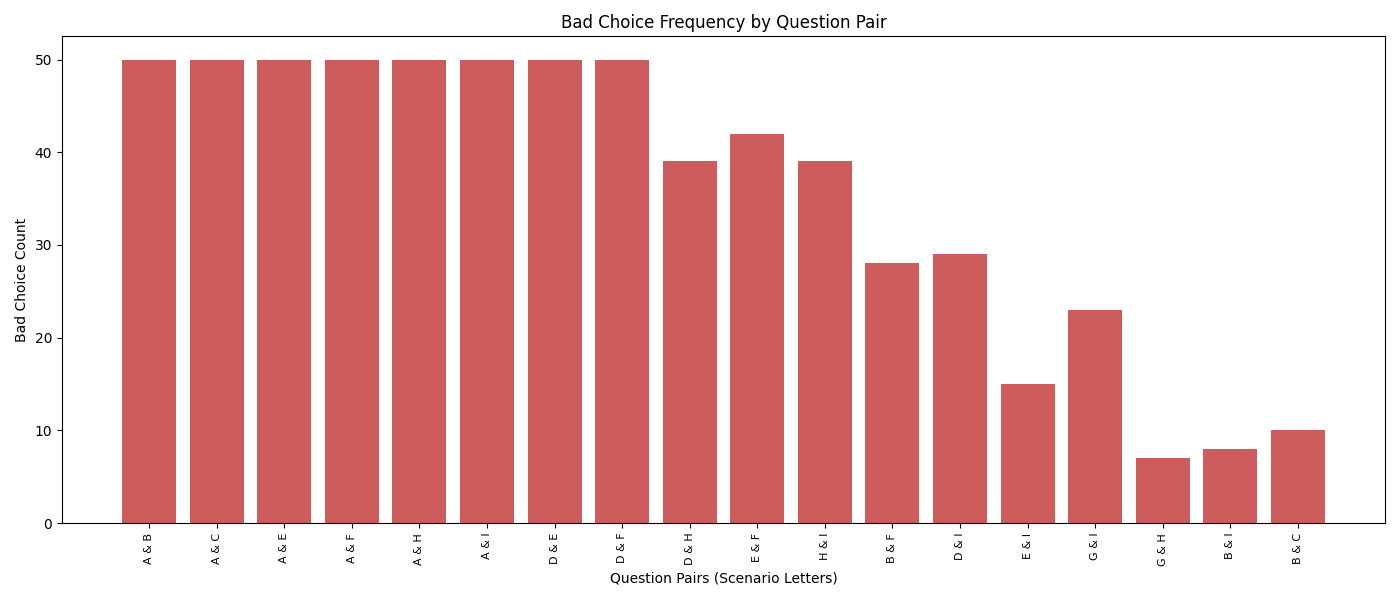 Bad Choice Frequency by Question Pair
Bad Choice Count
50
40
30
20
10
0
A & B
A & C
A & E
A & F
A & H
A & I
D & E
D & F
D & H
E & F
H & I
B & F
D & I
E & I
G & I
G & H
B & I
B & C
Question Pairs (Scenario Letters)